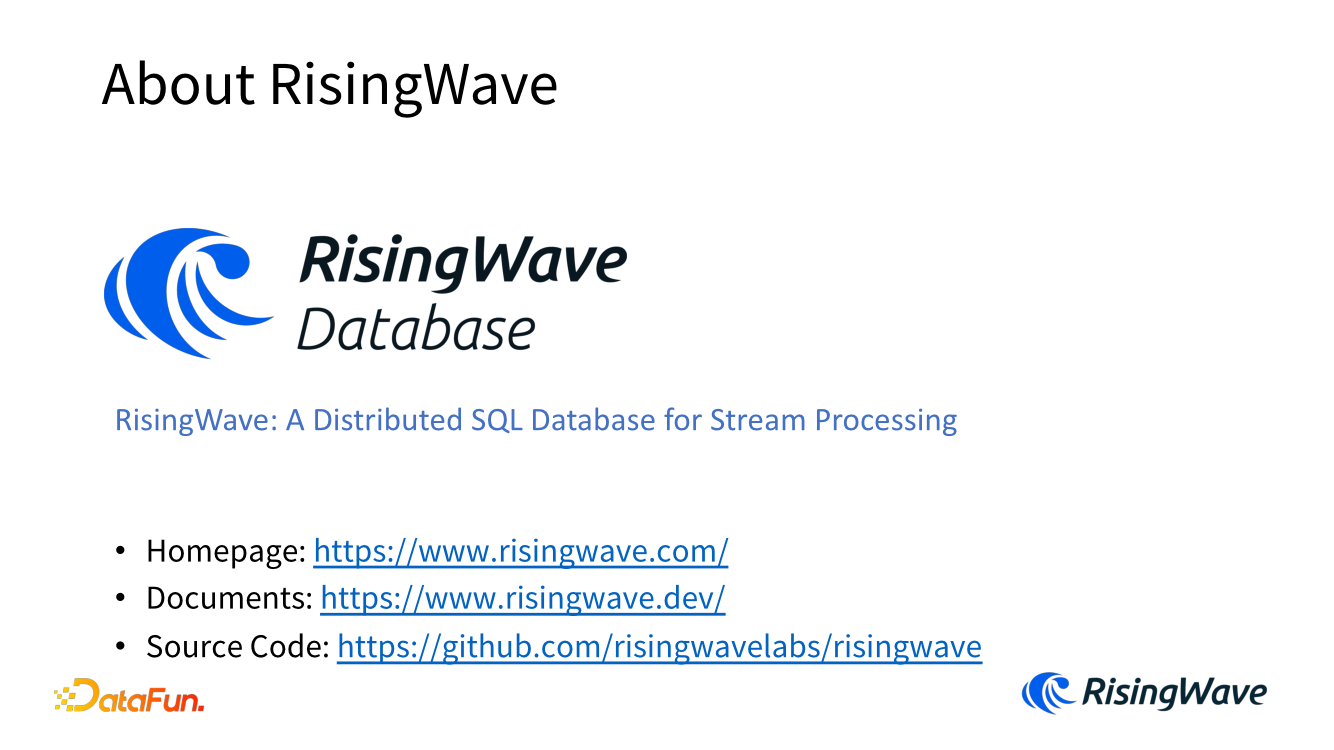 About RisingWave
RisingWave
Database
RisingWave: A Distributed SQL Database for Stream Processing
• Homepage: https://www.risingwave.com/
• Documents: https://www.risingwave.dev/
• Source Code: https://github.com/risingwavelabs/risingwave
DataFun.
RisingWave